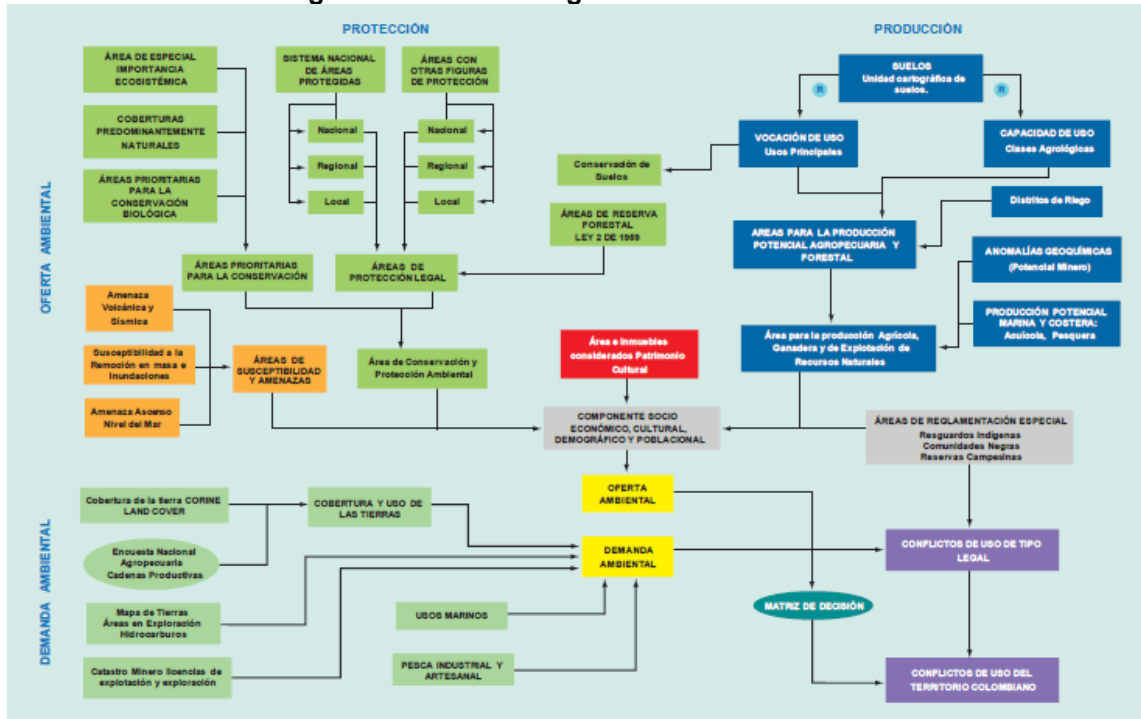 PROTECCIÓN
PRODUCCIÓN
OFERTA AMBIENTAL
ÁREA DE ESPECIAL
IMPORTANCIA
ECOSISTÉMICA
SISTEMA NACIONAL
DE ÁREAS
PROTEGIDAS
ÁREAS CON
OTRAS FIGURAS
DE PROTECCIÓN
SUELOS
Unidad cartográfica de
suelos.
R
R
COBERTURAS
PREDOMINANTEMENTE
NATURALES
Nacional
Regional
Local
Nacional
Regional
Local
VOCACIÓN DE USO
Usos Principales
CAPACIDAD DE USO
Clases Agrológicas
Conservación de
Suelos
ÁREAS PRIORITARIAS
PARA LA
CONSERVACIÓN
BIOLÓGICA
ÁREAS DE RESERVA
FORESTAL
LEY 2 DE 1959
Distritos de Riego
AREAS PARA LA PRODUCCIÓN
POTENCIAL AGROPECUARIA Y
FORESTAL
ÁREAS PRIORITARIAS
PARA LA CONSERVACIÓN
ÁREAS DE
PROTECCIÓN LEGAL
ANOMALÍAS GEOQUÍMICAS
(Potencial Minero)
Amenaza
Volcánica y
Sísmica
PRODUCCIÓN POTENCIAL
MARINA Y COSTERA:
Acuícola, Pesquera
Susceptibilidad a la
Remoción en masa e
Inundaciones
ÁREAS DE
SUSCEPTIBILIDAD
Y AMENAZAS
Área de Conservación y
Protección Ambiental
Área e Inmuebles
considerados Patrimonio
Cultural
Área para la producción Agrícola,
Ganadera y de Explotación de
Recursos Naturales
Amenaza Ascenso
Nivel del Mar
COMPONENTE SOCIO
ECONÓMICO, CULTURAL,
DEMOGRÁFICO Y POBLACIONAL
ÁREAS DE REGLAMENTACIÓN ESPECIAL
Resguardos Indígenas
Comunidades Negras
Reservas Campesinas
OFERTA
AMBIENTAL
DEMANDA AMBIENTAL
Cobertura de la tierra CORINE
LAND COVER
COBERTURA Y USO DE
LAS TIERRAS
Encuesta Nacional
Agropecuaria
Cadenas Productivas
DEMANDA
AMBIENTAL
CONFLICTOS DE USO DE TIPO
LEGAL
Mapa de Tierras
Áreas en Exploración
Hidrocarburos
USOS MARINOS
MATRIZ DE DECISIÓN
Catastro Minero licencias de
explotación y exploración
PESCA INDUSTRIAL Y
ARTESANAL
CONFLICTOS DE USO DEL
TERRITORIO COLOMBIANO